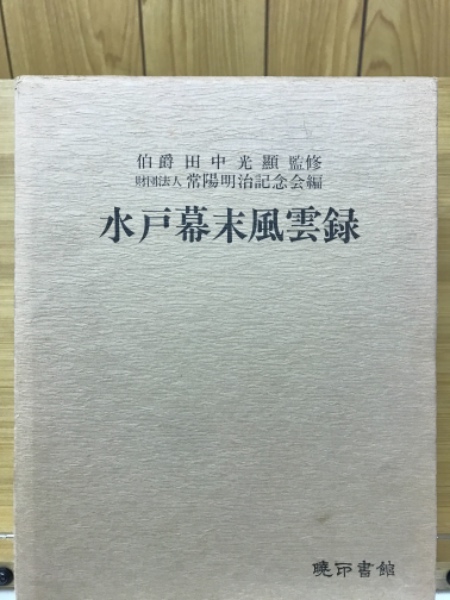 伯爵田中光顯監修
財団法人常陽明治記念会編
水戸幕末風雲録
暁印書館